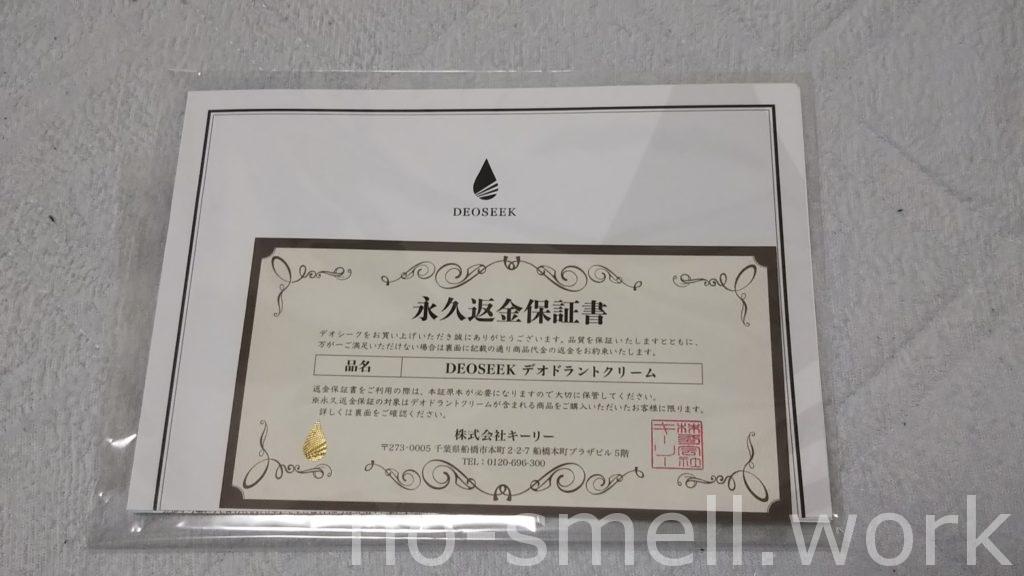 DEOSEEK
永久返金保証書
デオシークをお買い上げいただき誠にありがとうございます。品質を保証いたしますとともに、
万が一ご満足いただけない場合は裏面に記載の通り商品代金の返金をお約束いたします。
品名 DEOSEEK デオドラントクリーム
返金保証書をご利用の際は、本証原本が必要になりますので大切に保管してください。
※永久返金保証の対象はデオドラントクリームが含まれる商品をご購入いただいたお客様に限ります。
詳しくは裏面をご確認ください。
株式会社キーリー
〒273-0005 千葉県船橋市本町 2-2-7 船橋本町プラザビル 5階
TEL：0120-696-300
株式会社
キーリー
no-smell.work